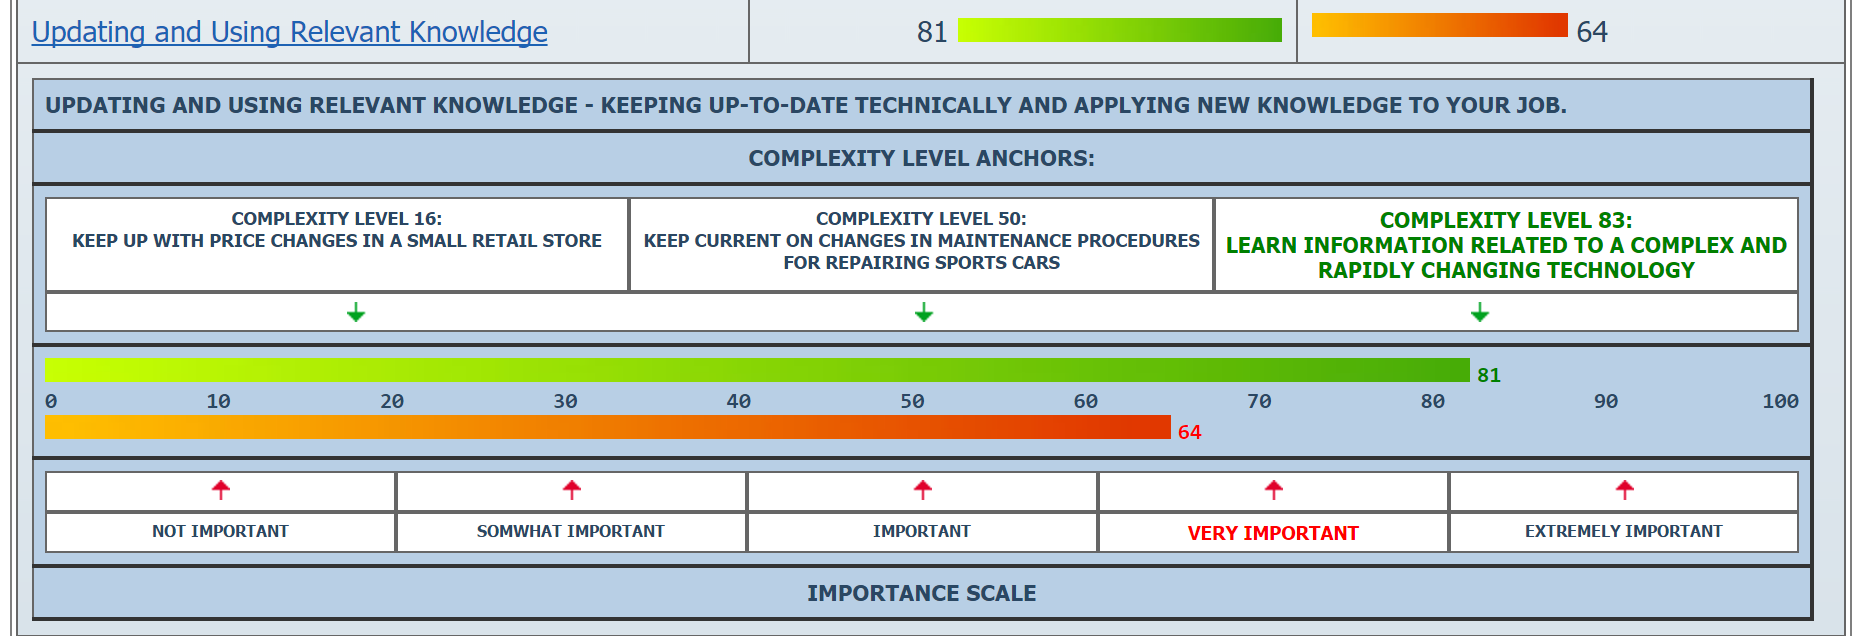 Updating and Using Relevant Knowledge 81 64
UPDATING AND USING RELEVANT KNOWLEDGE - KEEPING UP-TO-DATE TECHNICALLY AND APPLYING NEW KNOWLEDGE TO YOUR JOB.
COMPLEXITY LEVEL ANCHORS:
COMPLEXITY LEVEL 16:
KEEP UP WITH PRICE CHANGES IN A SMALL RETAIL STORE
COMPLEXITY LEVEL 50:
KEEP CURRENT ON CHANGES IN MAINTENANCE PROCEDURES
FOR REPAIRING SPORTS CARS
COMPLEXITY LEVEL 83:
LEARN INFORMATION RELATED TO A COMPLEX AND
RAPIDLY CHANGING TECHNOLOGY
81
0 10 20 30 40 50 60 70 80 90 100
64
NOT IMPORTANT SOMWHAT IMPORTANT IMPORTANT VERY IMPORTANT EXTREMELY IMPORTANT
IMPORTANCE SCALE